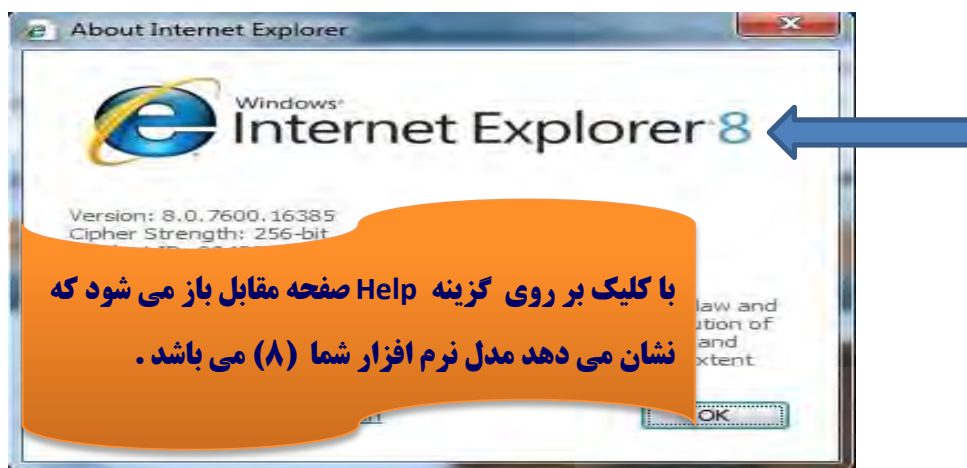 About Internet Explorer
Windows
Internet Explorer 8
Version: 8.0.7600.16385
Cipher Strength: 256-bit
با کلیک بر روی گزینه Help صفحه مقابل باز می شود که
نشان می دهد مدل نرم افزار شما (۸) می باشد .
law and
ution of
and
xtent
OK